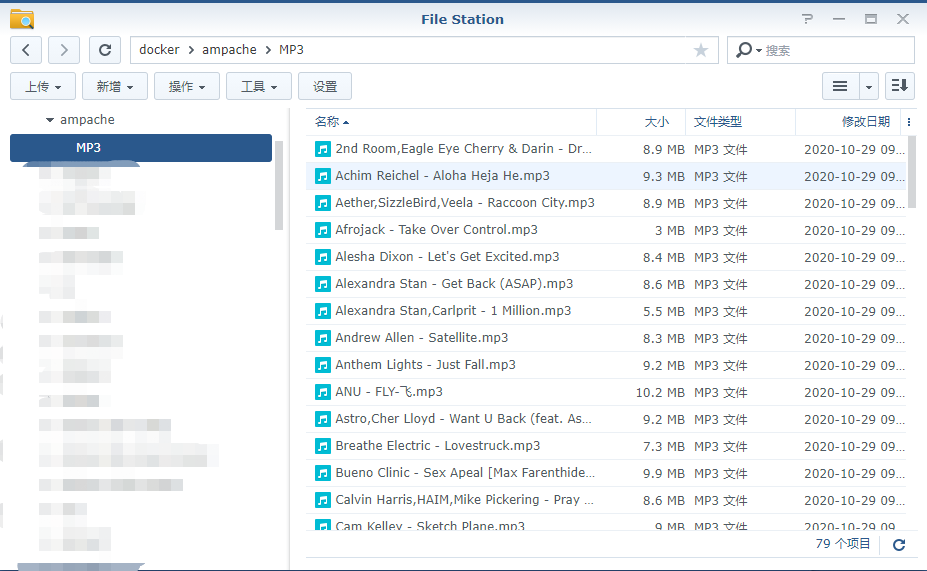 File Station
docker > ampache > MP3
搜索
上传 新增 操作 工具 设置
ampache
MP3
名称 大小 文件类型 修改日期
2nd Room,Eagle Eye Cherry & Darin - Dr... 8.9 MB MP3 文件 2020-10-29 09...
Achim Reichel - Aloha Heja He.mp3 9.3 MB MP3 文件 2020-10-29 09...
Aether,SizzleBird,Veela - Raccoon City.mp3 8.9 MB MP3 文件 2020-10-29 09...
Afrojack - Take Over Control.mp3 3 MB MP3 文件 2020-10-29 09...
Alesha Dixon - Let's Get Excited.mp3 8.4 MB MP3 文件 2020-10-29 09...
Alexandra Stan - Get Back (ASAP).mp3 8.6 MB MP3 文件 2020-10-29 09...
Alexandra Stan,Carlprit - 1 Million.mp3 5.5 MB MP3 文件 2020-10-29 09...
Andrew Allen - Satellite.mp3 8.3 MB MP3 文件 2020-10-29 09...
Anthem Lights - Just Fall.mp3 9.2 MB MP3 文件 2020-10-29 09...
ANU - FLY-飞.mp3 10.2 MB MP3 文件 2020-10-29 09...
Astro,Cher Lloyd - Want U Back (feat. As... 9.2 MB MP3 文件 2020-10-29 09...
Breathe Electric - Lovestruck.mp3 7.3 MB MP3 文件 2020-10-29 09...
Bueno Clinic - Sex Apeal [Max Farenthide... 9.9 MB MP3 文件 2020-10-29 09...
Calvin Harris,HAIM,Mike Pickering - Pray ... 8.6 MB MP3 文件 2020-10-29 09...
Cam Kelley - Sketch Plane.mp3 9 MB MP3 文件 2020-10-29 09...
79 个项目